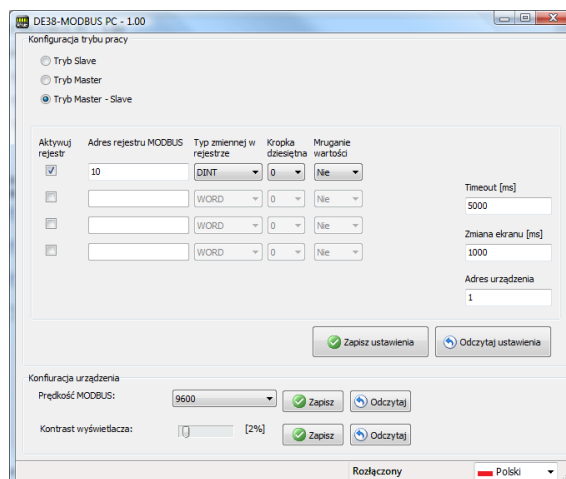 DE38-MODBUS PC - 1.00
Konfiguracja trybu pracy
Tryb Slave
Tryb Master
Tryb Master - Slave
Aktywuj rejestr
Adres rejestru MODBUS
Typ zmiennej w rejestrze
Kropka dziesiętna
Mruganie wartości
10 DINT 0 Nie
WORD 0 Nie
WORD 0 Nie
WORD 0 Nie
Timeout [ms]
5000
Zmiana ekranu [ms]
1000
Adres urządzenia
1
Zapisz ustawienia Odczytaj ustawienia
Konfiuracja urządzenia
Prędkość MODBUS: 9600 Zapisz Odczytaj
Kontrast wyświetlacza: [2%] Zapisz Odczytaj
Rozłączony Polski